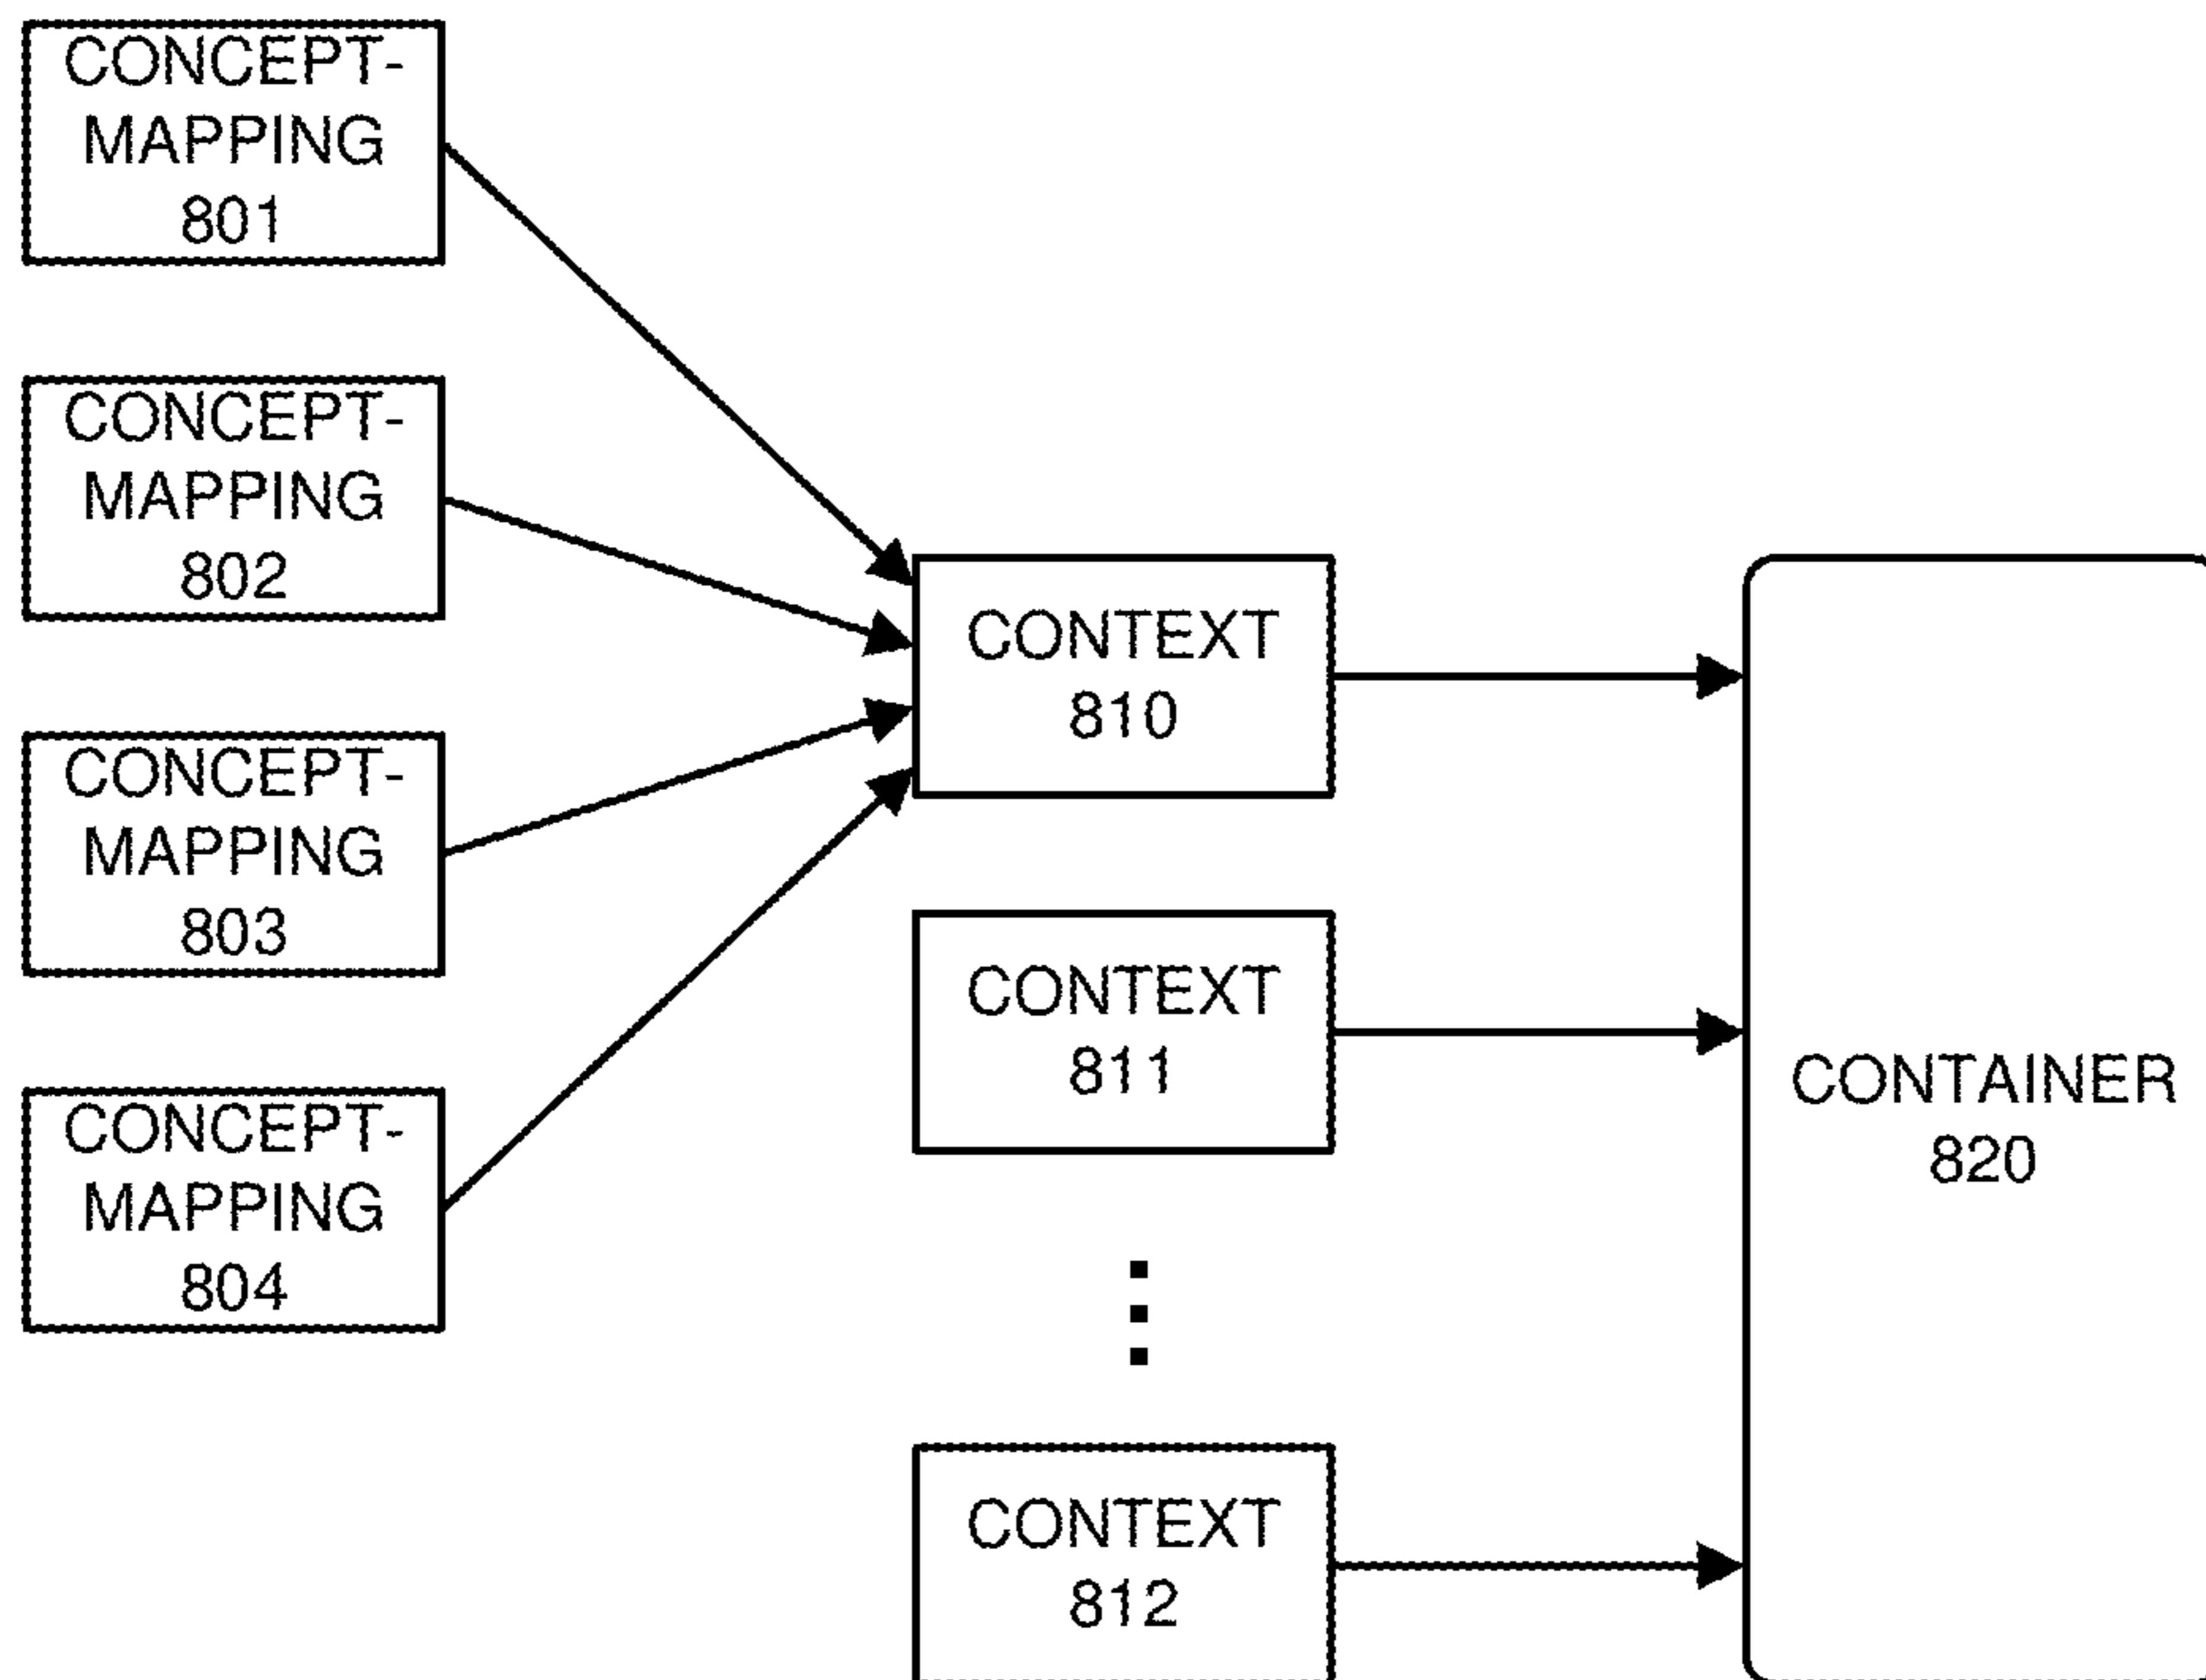 CONCEPT-
MAPPING
801
CONCEPT-
MAPPING
802
CONCEPT-
MAPPING
803
CONCEPT-
MAPPING
804
CONTEXT
810
CONTEXT
811
CONTEXT
812
CONTAINER
820